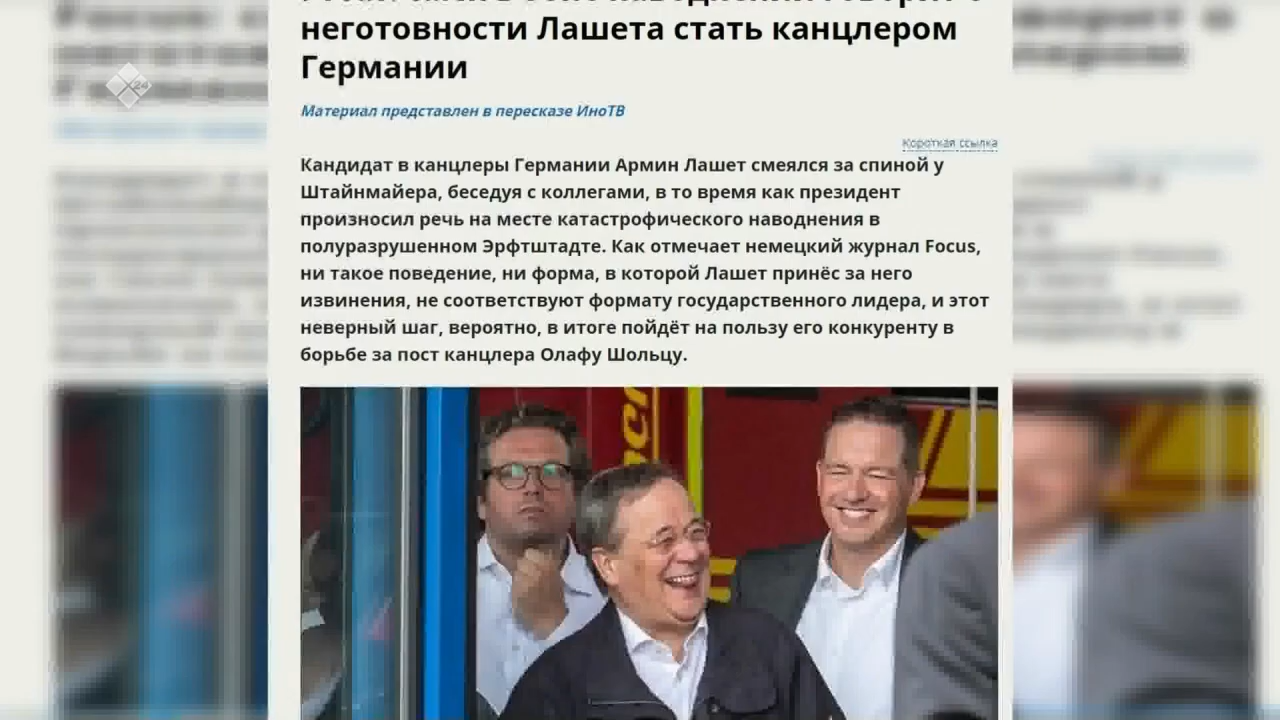 неготовности Лашета стать канцлером
Германии
Материал представлен в пересказе ИноТВ
Короткая ссылка
Кандидат в канцлеры Германии Армин Лашет смеялся за спиной у
Штайнмайера, беседуя с коллегами, в то время как президент
произносил речь на месте катастрофического наводнения в
полуразрушенном Эрфтштадте. Как отмечает немецкий журнал Focus,
ни такое поведение, ни форма, в которой Лашет принёс за него
извинения, не соответствуют формату государственного лидера, и этот
неверный шаг, вероятно, в итоге пойдёт на пользу его конкуренту в
борьбе за пост канцлера Олафу Шольцу.
X24